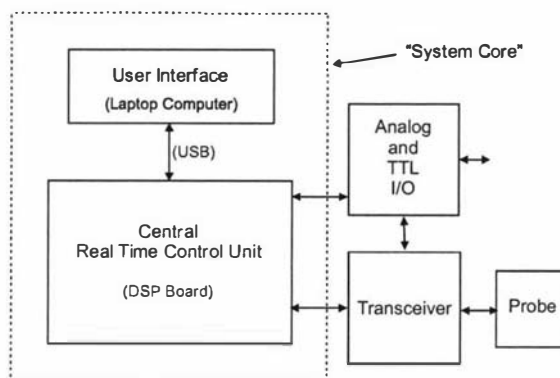 "System Core"
User Interface
(Laptop Computer)
(USB)
Analog
and
TTL
I/O
Central
Real Time Control Unit
(DSP Board)
Transceiver
Probe